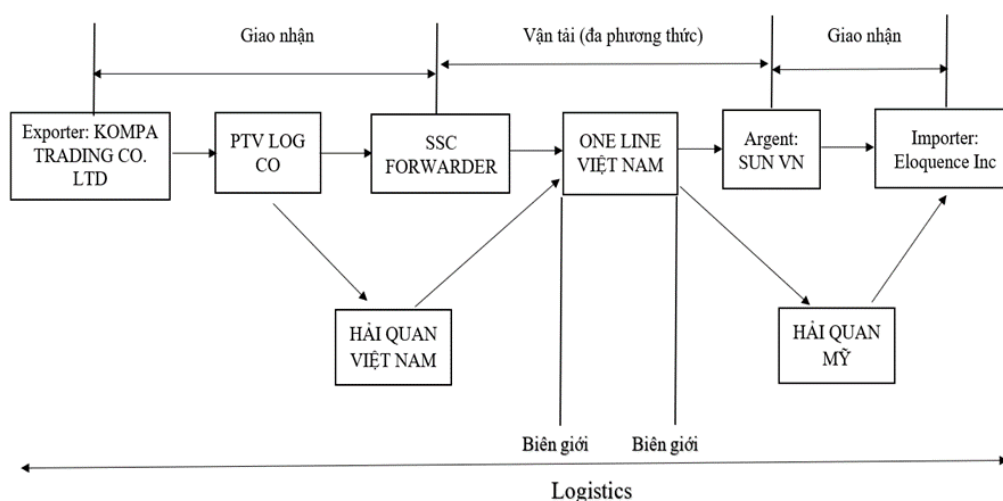 Giao nhận
Vận tải (đa phương thức)
Giao nhận
Exporter: KOMPA
TRADING CO.
LTD
PTV LOG
CO
SSC
FORWARDER
ONE LINE
VIỆT NAM
Argent:
SUN VN
Importer:
Eloquence Inc
HẢI QUAN
VIỆT NAM
HẢI QUAN
MỸ
Biên giới
Biên giới
Logistics